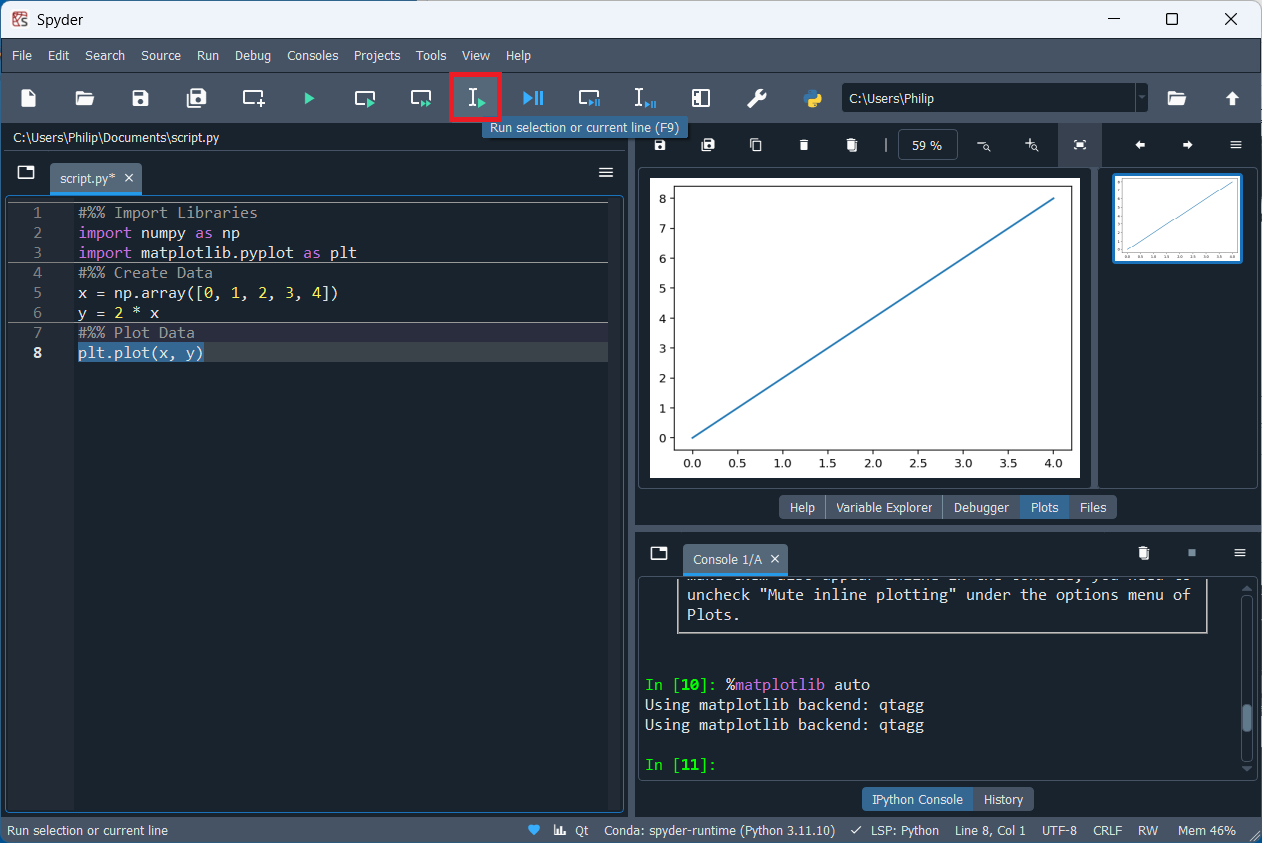 Spyder
File Edit Search Source Run Debug Consoles Projects Tools View Help
C:\Users\Philip
Run selection or current line (F9)
C:\Users\Philip\Documents\script.py
script.py*
1 #%% Import Libraries
2 import numpy as np
3 import matplotlib.pyplot as plt
4 #%% Create Data
5 x = np.array([0, 1, 2, 3, 4])
6 y = 2 * x
7 #%% Plot Data
8 plt.plot(x, y)
59 %
8
7
6
5
4
3
2
1
0
0.0 0.5 1.0 1.5 2.0 2.5 3.0 3.5 4.0
Help Variable Explorer Debugger Plots Files
Console 1/A
uncheck "Mute inline plotting" under the options menu of
Plots.
In [10]: %matplotlib auto
Using matplotlib backend: qtagg
Using matplotlib backend: qtagg
In [11]:
IPython Console History
Run selection or current line Qt Conda: spyder-runtime (Python 3.11.10) LSP: Python Line 8, Col 1 UTF-8 CRLF RW Mem 46%